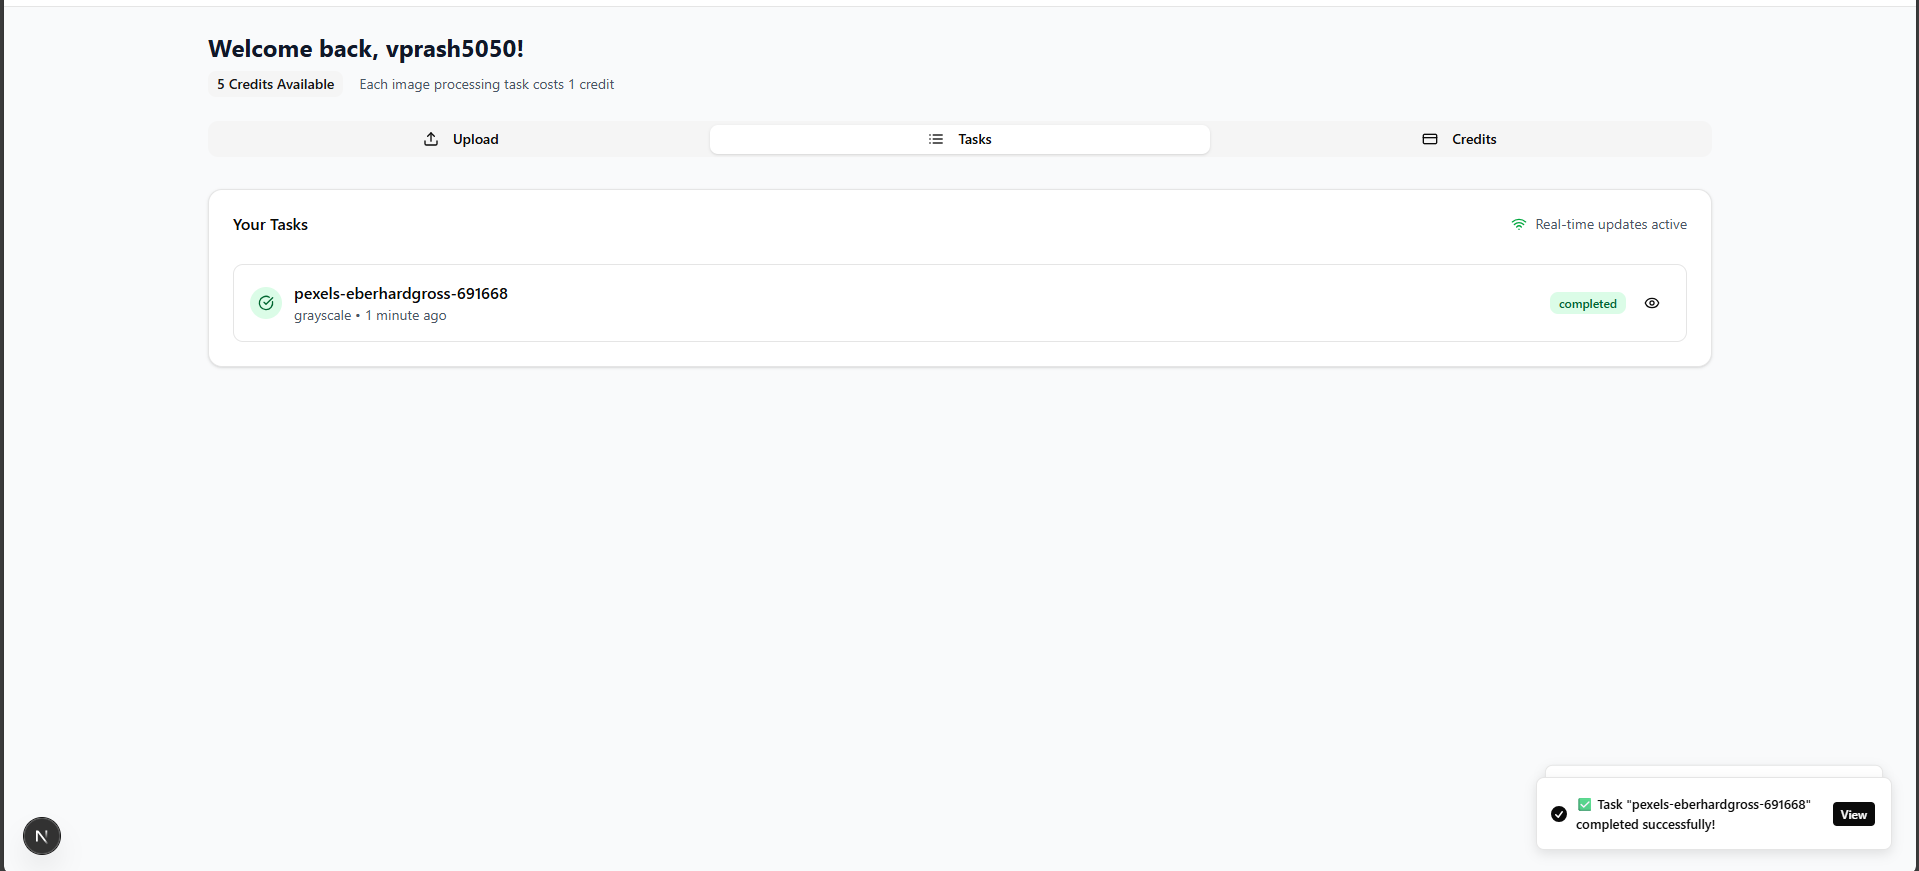 Welcome back, vprash5050!
5 Credits Available Each image processing task costs 1 credit
Upload Tasks Credits
Your Tasks Real-time updates active
pexels-eberhardgross-691668
grayscale • 1 minute ago
completed
✅ Task "pexels-eberhardgross-691668"
completed successfully!
View
N